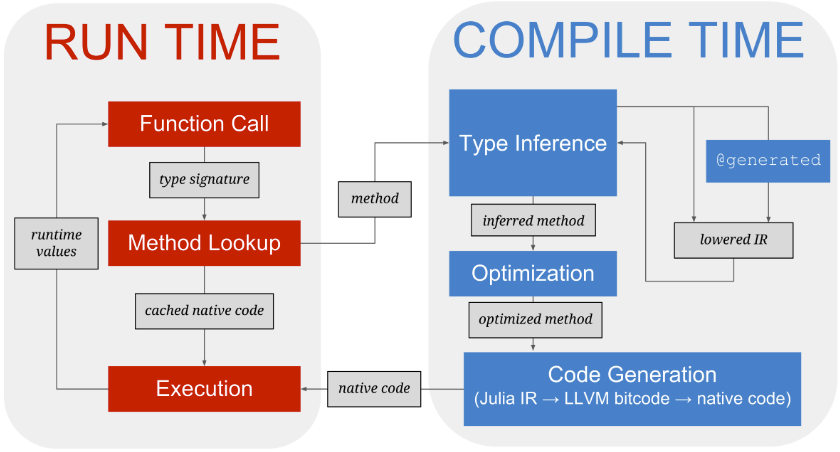 RUN TIME
Function Call
type signature
runtime
values
Method Lookup
method
cached native code
Execution
native code
COMPILE TIME
Type Inference
@generated
inferred method
lowered IR
Optimization
optimized method
Code Generation
(Julia IR → LLVM bitcode → native code)